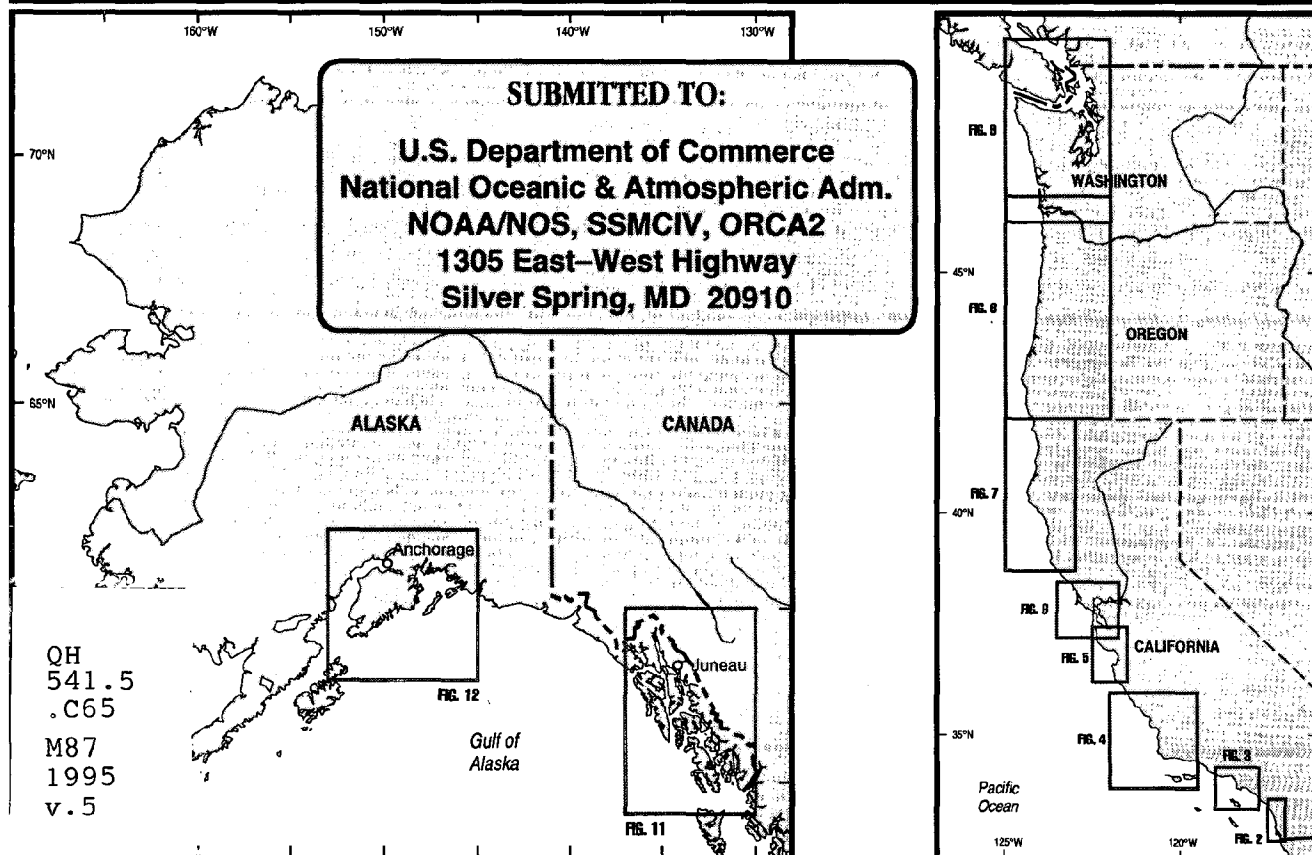 160°W
150°W
140°W
130°W
SUBMITTED TO:
U.S. Department of Commerce
National Oceanic & Atmospheric Adm.
NOAA/NOS, SSMCIV, ORCA2
1305 East–West Highway
Silver Spring, MD 20910
70°N
65°N
ALASKA
CANADA
Anchorage
Juneau
FIG. 12
FIG. 11
Gulf of
Alaska
QH
541.5
.C65
M87
1995
v.5
FIG. 8
WASHINGTON
45°N
FIG. 6
OREGON
FIG. 7
40°N
FIG. 9
FIG. 5
CALIFORNIA
35°N
FIG. 4
FIG. 3
Pacific
Ocean
FIG. 2
125°W
120°W